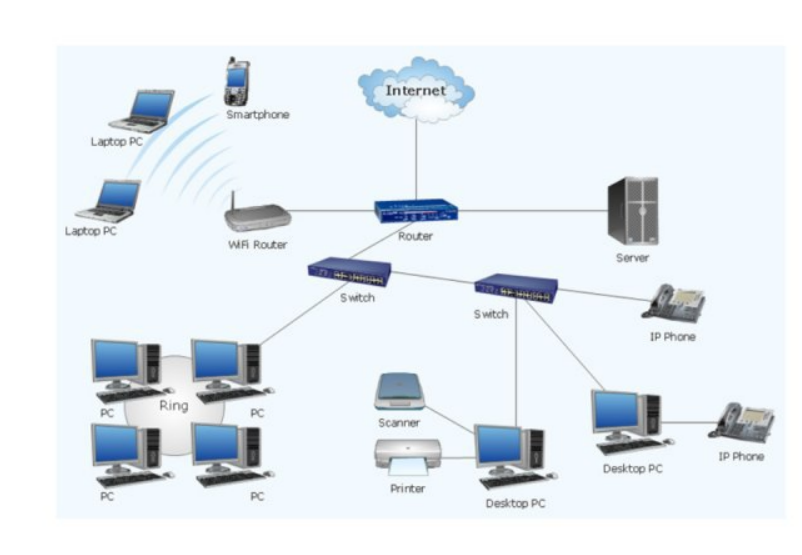 Internet
Smartphone
Laptop PC
Laptop PC
WiFi Router
Router
Server
Switch
Switch
IP Phone
Ring
PC
PC
PC
PC
Scanner
Printer
Desktop PC
Desktop PC
IP Phone